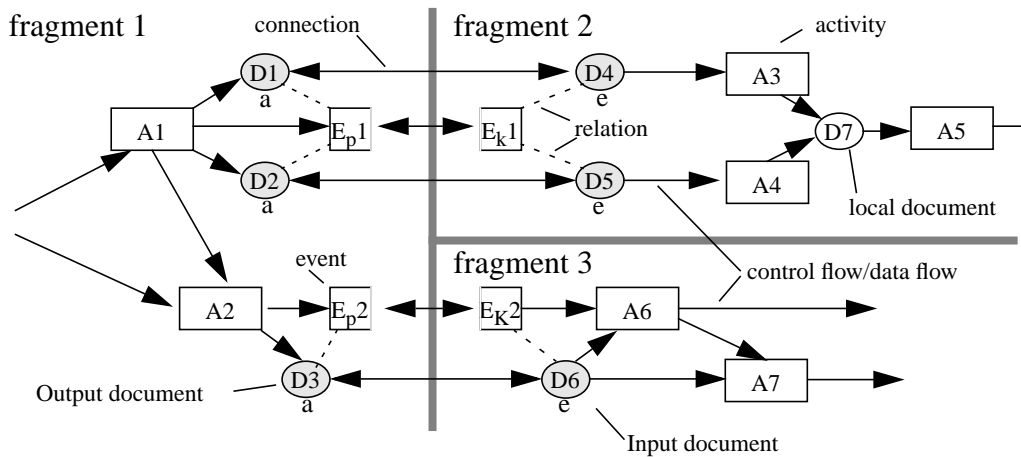 fragment 1
connection
fragment 2
activity
D1
a
D4
e
A3
A1
Ep1
Ek1
relation
D7
A5
D2
a
D5
e
A4
local document
event
fragment 3
control flow/data flow
A2
Ep2
EK2
A6
Output document
D3
a
D6
e
A7
Input document